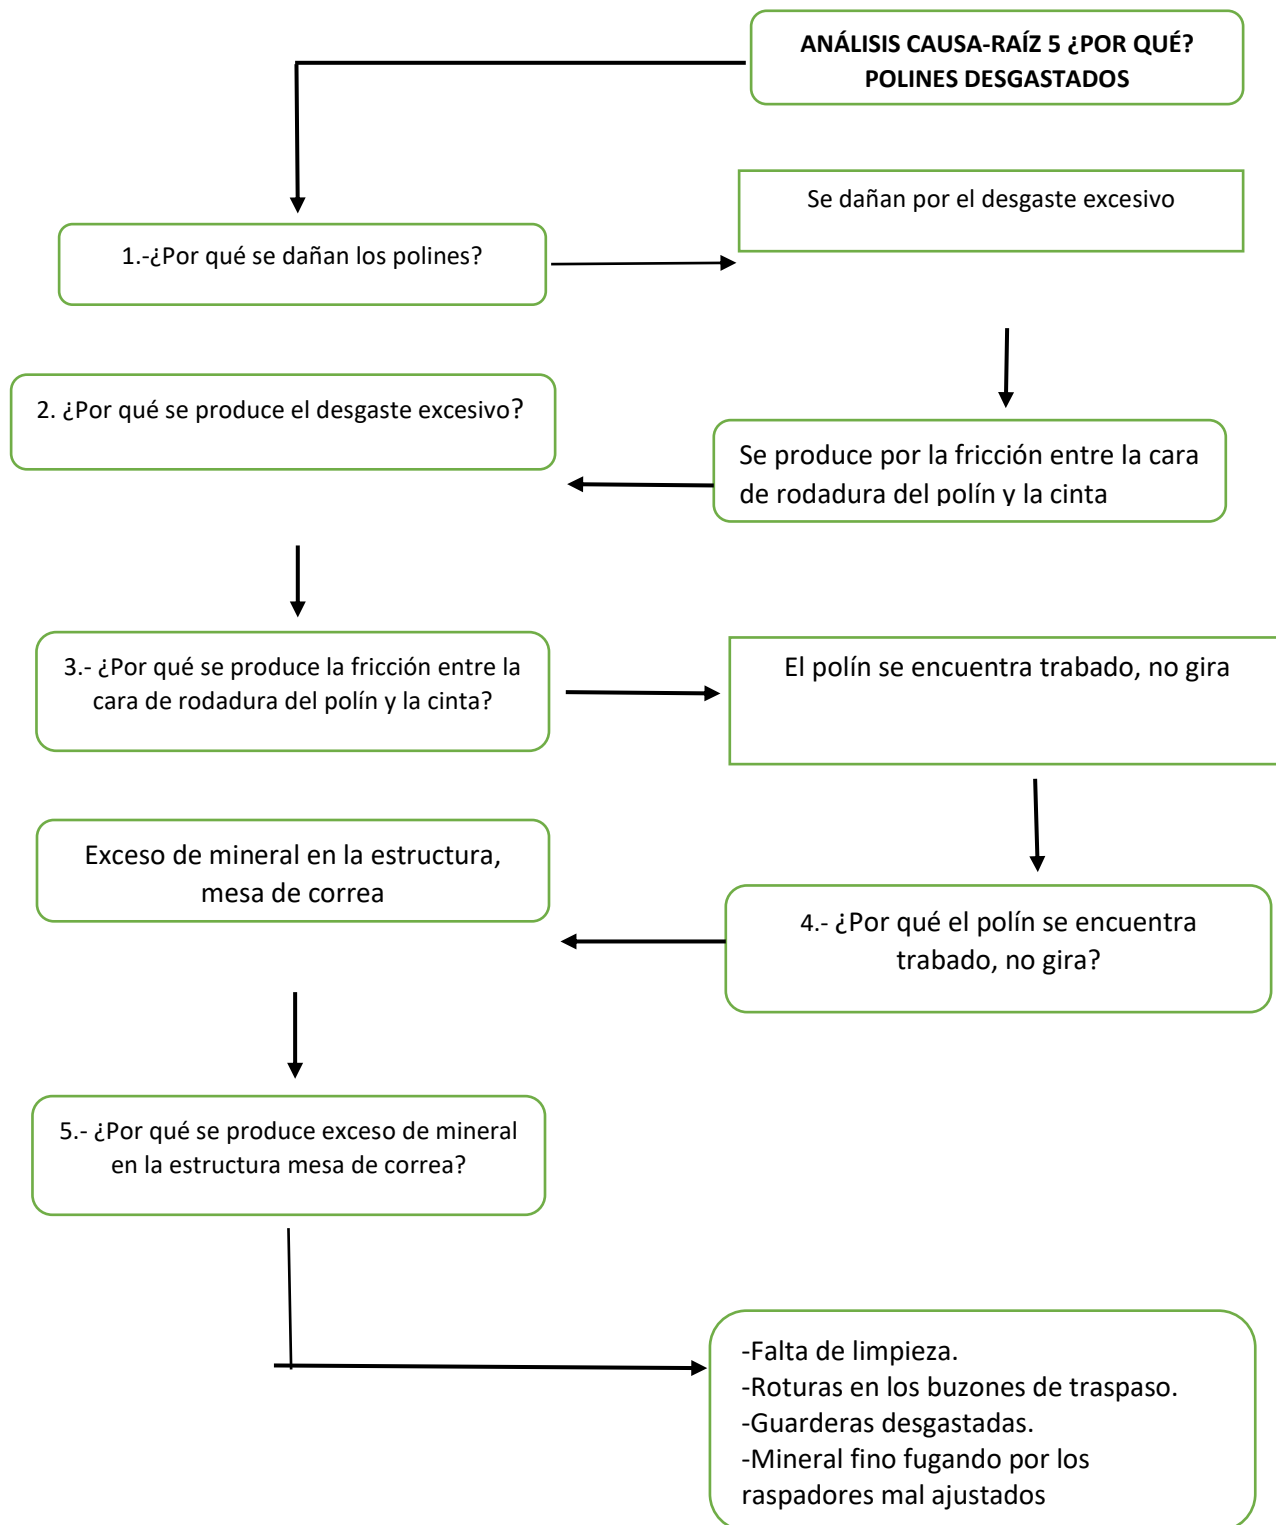 ANÁLISIS CAUSA-RAÍZ 5 ¿POR QUÉ?
POLINES DESGASTADOS
1.-¿Por qué se dañan los polines?
Se dañan por el desgaste excesivo
2. ¿Por qué se produce el desgaste excesivo?
Se produce por la fricción entre la cara
de rodadura del polín y la cinta
3.- ¿Por qué se produce la fricción entre la
cara de rodadura del polín y la cinta?
El polín se encuentra trabado, no gira
Exceso de mineral en la estructura,
mesa de correa
4.- ¿Por qué el polín se encuentra
trabado, no gira?
5.- ¿Por qué se produce exceso de mineral
en la estructura mesa de correa?
-Falta de limpieza.
-Roturas en los buzones de traspaso.
-Guarderas desgastadas.
-Mineral fino fugando por los
raspadores mal ajustados